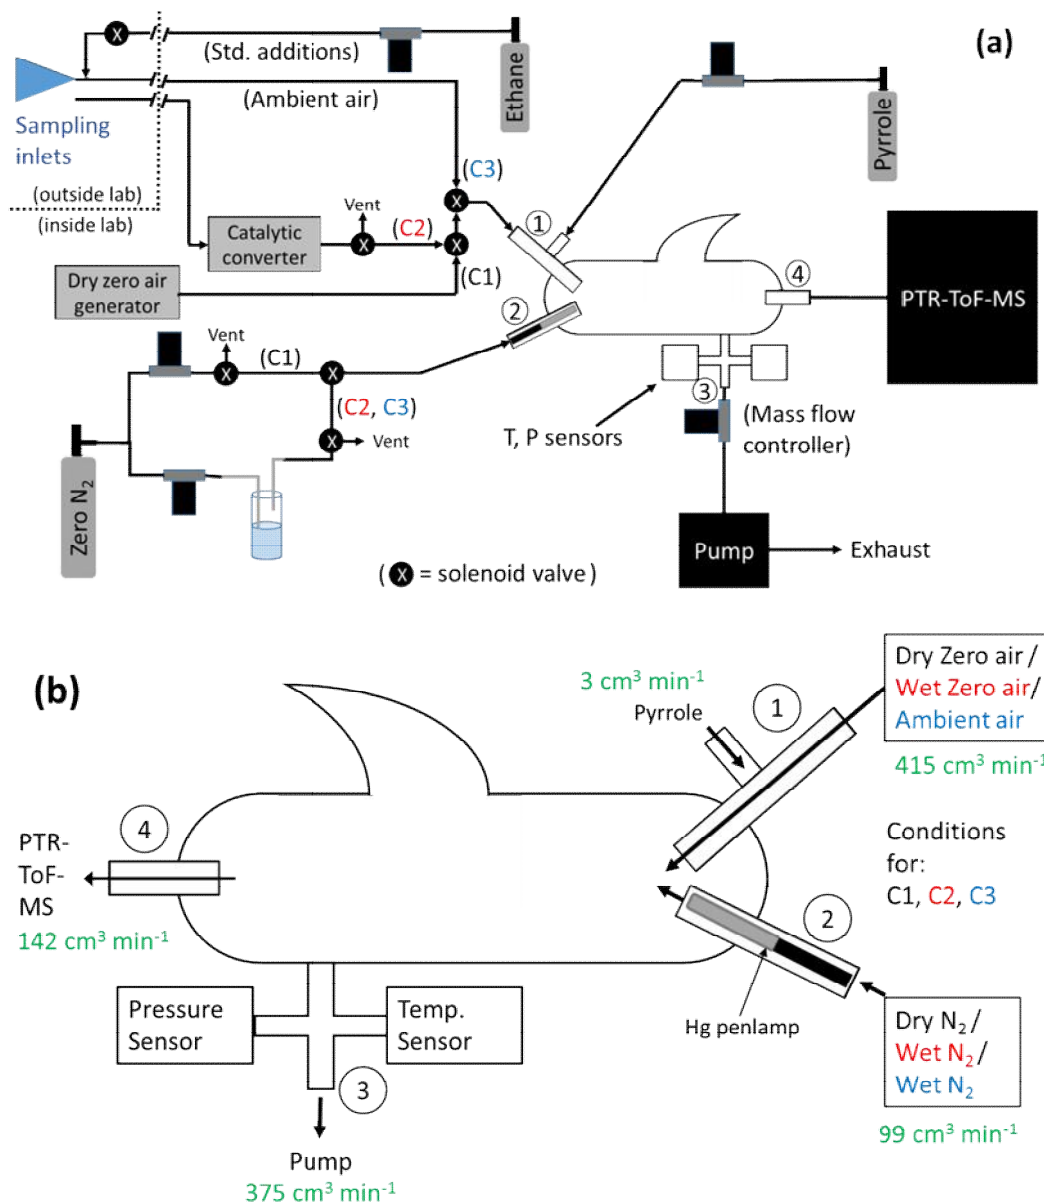 (a)
X
(Std. additions)
Ethane
(Ambient air)
Pyrrole
Sampling
inlets
(C3)
(outside lab)
(inside lab)
Vent
X
1
Catalytic
converter
X
(C2)
X
4
(C1)
PTR-ToF-MS
Dry zero air
generator
2
Vent
(C1)
X
X
3
(C2, C3)
(Mass flow
controller)
X
Vent
T, P sensors
Zero N₂
Pump
Exhaust
( X = solenoid valve)
(b)
3 cm³ min⁻¹
Pyrrole
1
Dry Zero air/
Wet Zero air/
Ambient air
415 cm³ min⁻¹
4
PTR-
ToF-
MS
142 cm³ min⁻¹
Conditions
for:
C1, C2, C3
2
Hg penlamp
Pressure
Sensor
Temp.
Sensor
Dry N₂/
Wet N₂/
Wet N₂
99 cm³ min⁻¹
3
Pump
375 cm³ min⁻¹